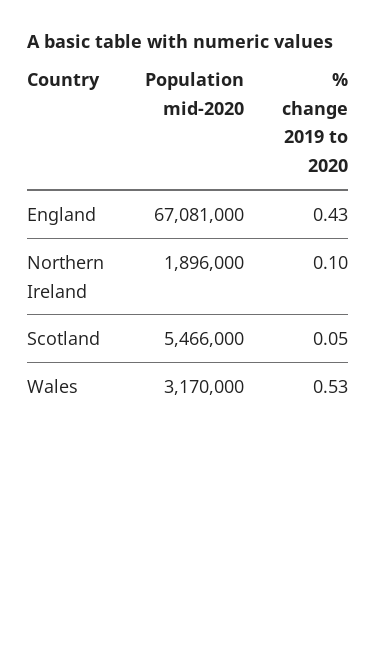 A basic table with numeric values
Country Population mid-2020 % change 2019 to 2020
England 67,081,000 0.43
Northern Ireland 1,896,000 0.10
Scotland 5,466,000 0.05
Wales 3,170,000 0.53